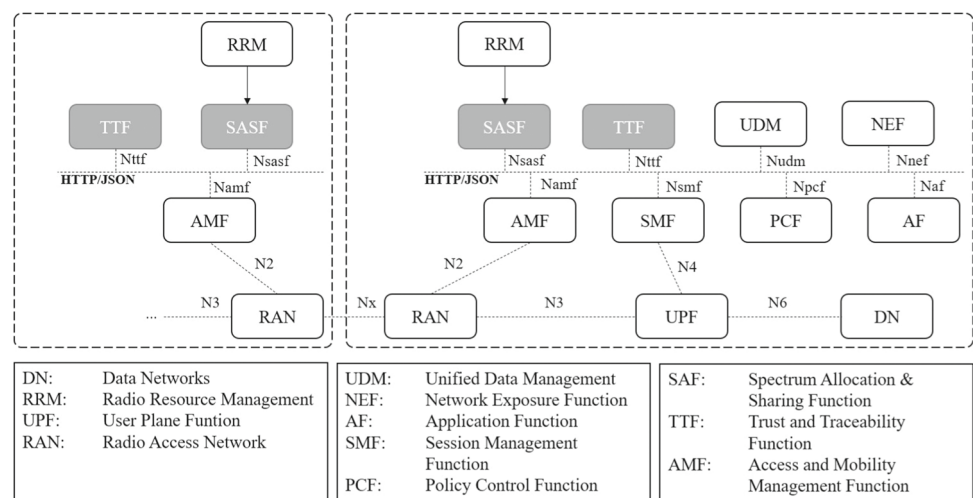 RRM
RRM
TTF
SASF
SASF
TTF
UDM
NEF
Nttf
Nsasf
Nsasf
Nttf
Nudm
Nnef
HTTP/JSON
HTTP/JSON
Namf
Namf
Nsmf
Npcf
Naf
AMF
AMF
SMF
PCF
AF
N2
N2
N4
...
N3
RAN
Nx
RAN
N3
UPF
N6
DN
DN: Data Networks
RRM: Radio Resource Management
UPF: User Plane Funtion
RAN: Radio Access Network
UDM: Unified Data Management
NEF: Network Exposure Function
AF: Application Function
SMF: Session Management
Function
PCF: Policy Control Function
SAF: Spectrum Allocation &
Sharing Function
TTF: Trust and Traceability
Function
AMF: Access and Mobility
Management Function